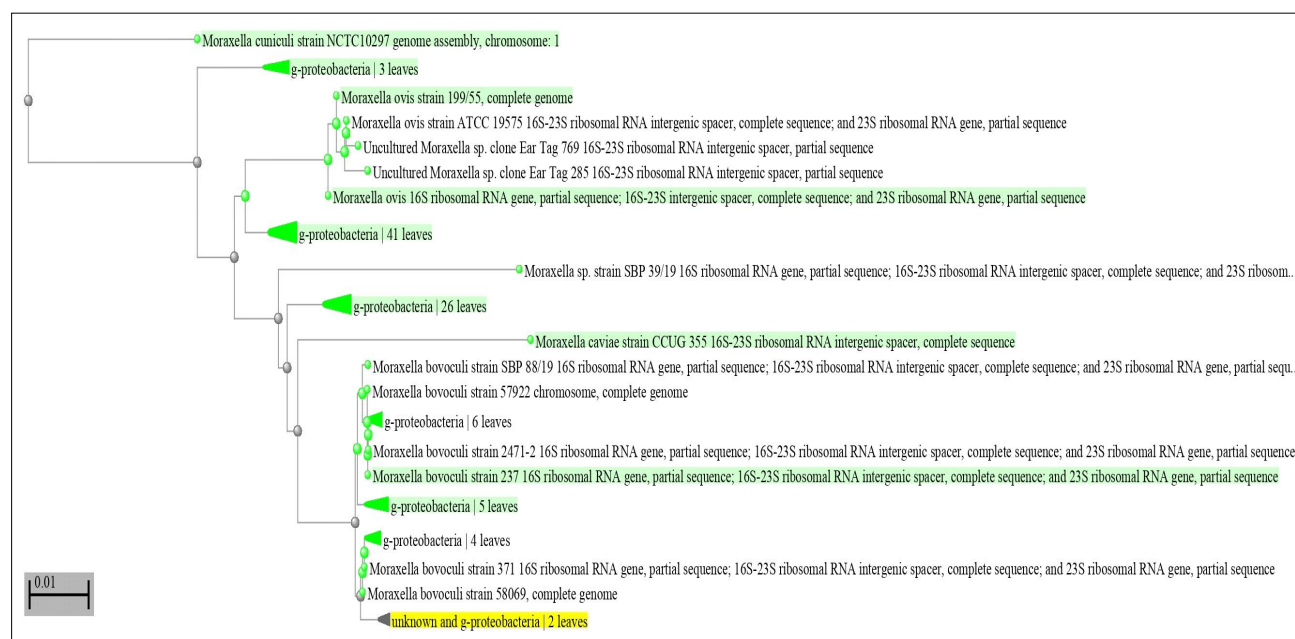 Moraxella cuniculi strain NCTC10297 genome assembly, chromosome: 1
g-proteobacteria | 3 leaves
Moraxella ovis strain 199/55, complete genome
Moraxella ovis strain ATCC 19575 16S-23S ribosomal RNA intergenic spacer, complete sequence; and 23S ribosomal RNA gene, partial sequence
Uncultured Moraxella sp. clone Ear Tag 769 16S-23S ribosomal RNA intergenic spacer, partial sequence
Uncultured Moraxella sp. clone Ear Tag 285 16S-23S ribosomal RNA intergenic spacer, partial sequence
Moraxella ovis 16S ribosomal RNA gene, partial sequence; 16S-23S intergenic spacer, complete sequence; and 23S ribosomal RNA gene, partial sequence
g-proteobacteria | 41 leaves
Moraxella sp. strain SBP 39/19 16S ribosomal RNA gene, partial sequence; 16S-23S ribosomal RNA intergenic spacer, complete sequence; and 23S ribosom...
g-proteobacteria | 26 leaves
Moraxella caviae strain CCUG 355 16S-23S ribosomal RNA intergenic spacer, complete sequence
Moraxella bovoculi strain SBP 88/19 16S ribosomal RNA gene, partial sequence; 16S-23S ribosomal RNA intergenic spacer, complete sequence; and 23S ribosomal RNA gene, partial sequ...
Moraxella bovoculi strain 57922 chromosome, complete genome
g-proteobacteria | 6 leaves
Moraxella bovoculi strain 2471-2 16S ribosomal RNA gene, partial sequence; 16S-23S ribosomal RNA intergenic spacer, complete sequence; and 23S ribosomal RNA gene, partial sequence
Moraxella bovoculi strain 237 16S ribosomal RNA gene, partial sequence; 16S-23S ribosomal RNA intergenic spacer, complete sequence; and 23S ribosomal RNA gene, partial sequence
g-proteobacteria | 5 leaves
g-proteobacteria | 4 leaves
Moraxella bovoculi strain 371 16S ribosomal RNA gene, partial sequence; 16S-23S ribosomal RNA intergenic spacer, complete sequence; and 23S ribosomal RNA gene, partial sequence
Moraxella bovoculi strain 58069, complete genome
unknown and g-proteobacteria | 2 leaves
0.01